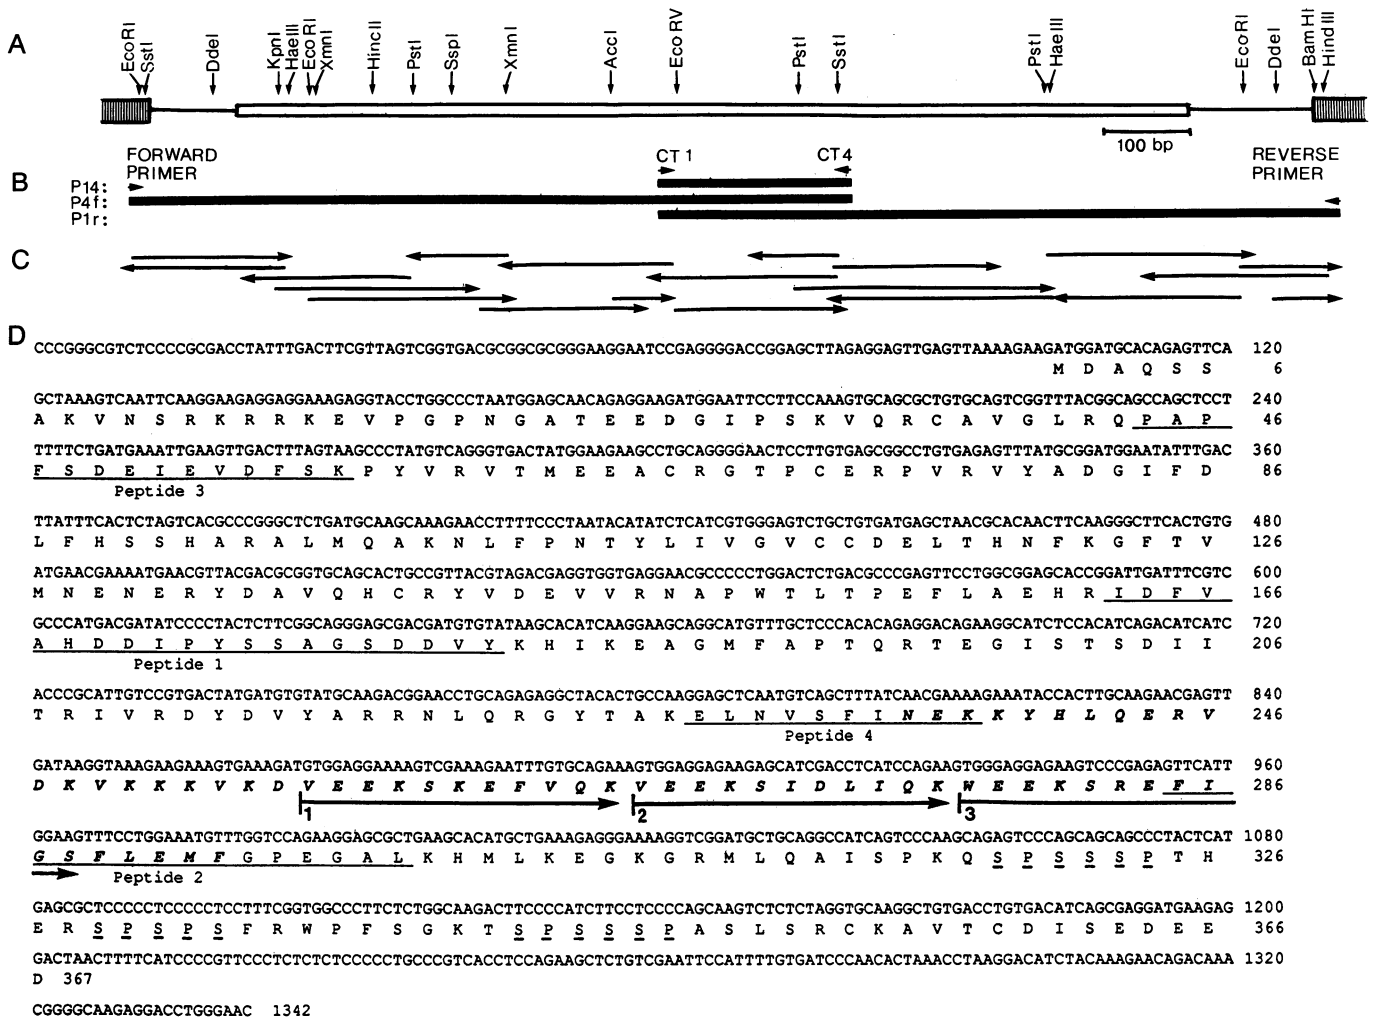 A
EcoRI
SstI
DdeI
KpnI
HaeIII
EcoRI
XmnI
HincII
PstI
SspI
XmnI
AccI
EcoRV
PstI
SstI
PstI
HaeIII
EcoRI
DdeI
BamHI
HindIII
100 bp
B
FORWARD PRIMER
CT1
CT4
REVERSE PRIMER
P14:
P4f:
P1r:
C
D
CCCGGGCGTCTCCCCGCGACCTATTTGACTTCGTTAGTCGGTGACGCGGCGCGGGAAGGAATCCGAGGGGACCGGAGCTTAGAGGAGTTGAGTTAAAAGAAGATGGATGCACAGAGTTCA 120
M D A Q S S 6
GCTAAAGTCAATTCAAGGAAGAGGAGGAAAGAGGTACCTGGCCCTAATGGAGCAACAGAGGAAGATGGAATTCCTTCCAAAGTGCAGCGCTGTGCAGTCGGTTTACGGCAGCCAGCTCCT 240
A K V N S R K R R K E V P G P N G A T E E D G I P S K V Q R C A V G L R Q P A P 46
TTTTCTGATGAAATTGAAGTTGACTTTAGTAAGCCCTATGTCAGGGTGACTATGGAAGAAGCCTGCAGGGGAACTCCTTGTGAGCGGCCTGTGAGAGTTTATGCGGATGGAATATTTGAC 360
F S D E I E V D F S K P Y V R V T M E E A C R G T P C E R P V R V Y A D G I F D 86
Peptide 3
TTATTTCACTCTAGTCACGCCCGGGCTCTGATGCAAGCAAAGAACCTTTTCCCTAATACATATCTCATCGTGGGAGTCTGCTGTGATGAGCTAACGCACAACTTCAAGGGCTTCACTGTG 480
L F H S S H A R A L M Q A K N L F P N T Y L I V G V C C D E L T H N F K G F T V 126
ATGAACGAAAATGAACGTTACGACGCGGTGCAGCACTGCCGTTACGTAGACGAGGTGGTGAGGAACGCCCCCTGGACTCTGACGCCCGAGTTCCTGGCGGAGCACCGGATTGATTTCGTC 600
M N E N E R Y D A V Q H C R Y V D E V V R N A P W T L T P E F L A E H R I D F V 166
GCCCATGACGATATCCCCTACTCTTCGGCAGGGAGCGACGATGTGTATAAGCACATCAAGGAAGCAGGCATGTTTGCTCCCACACAGAGGACAGAAGGCATCTCCACATCAGACATCATC 720
A H D D I P Y S S A G S D D V Y K H I K E A G M F A P T Q R T E G I S T S D I I 206
Peptide 1
ACCCGCATTGTCCGTGACTATGATGTGTATGCAAGACGGAACCTGCAGAGAGGCTACACTGCCAAGGAGCTCAATGTCAGCTTTATCAACGAAAAGAAATACCACTTGCAAGAACGAGTT 840
T R I V R D Y D V Y A R R N L Q R G Y T A K E L N V S F I N E K K Y H L Q E R V 246
Peptide 4
GATAAGGTAAAGAAGAAAGTGAAAGATGTGGAGGAAAAGTCGAAAGAATTTGTGCAGAAAGTGGAGGAAGAGAGCATCGACCTCATCCAGAAGTGGGAGGAGAAGTCCCGAGAGTTCATT 960
D K V K K K V K D V E E K S K E F V Q K V E E K S I D L I Q K W E E K S R E F I 286
1
2
3
GGAAGTTTCCTGGAAATGTTTGGTCCAGAAGGAGCGCTGAAGCACATGCTGAAAGAGGGAAAAGGTCGGATGCTGCAGGCCATCAGTCCCAAGCAGAGTCCCAGCAGCAGCCCTACTCAT 1080
G S F L E M F G P E G A L K H M L K E G K G R M L Q A I S P K Q S P S S S P T H 326
Peptide 2
GAGCGCTCCCCCTCCCCCTCCTTTCGGTGGCCCTTCTCTGGCAAGACTTCCCCATCTTCCTCCCCAGCAAGTCTCTCTAGGTGCAAGGCTGTGACCTGTGACATCAGCGAGGATGAAGAG 1200
E R S P S P S F R W P F S G K T S P S S S P A S L S R C K A V T C D I S E D E E 366
GACTAACTTTTCATCCCCGTTCCCTCTCTCTCCCCCTGCCCGTCACCTCCAGAAGCTCTGTCGAATTCCATTTTGTGATCCCAACACTAAACCTAAGGACATCTACAAAGAACAGACAAA 1320
D 367
CGGGGCAAGAGGACCTGGGAAC 1342